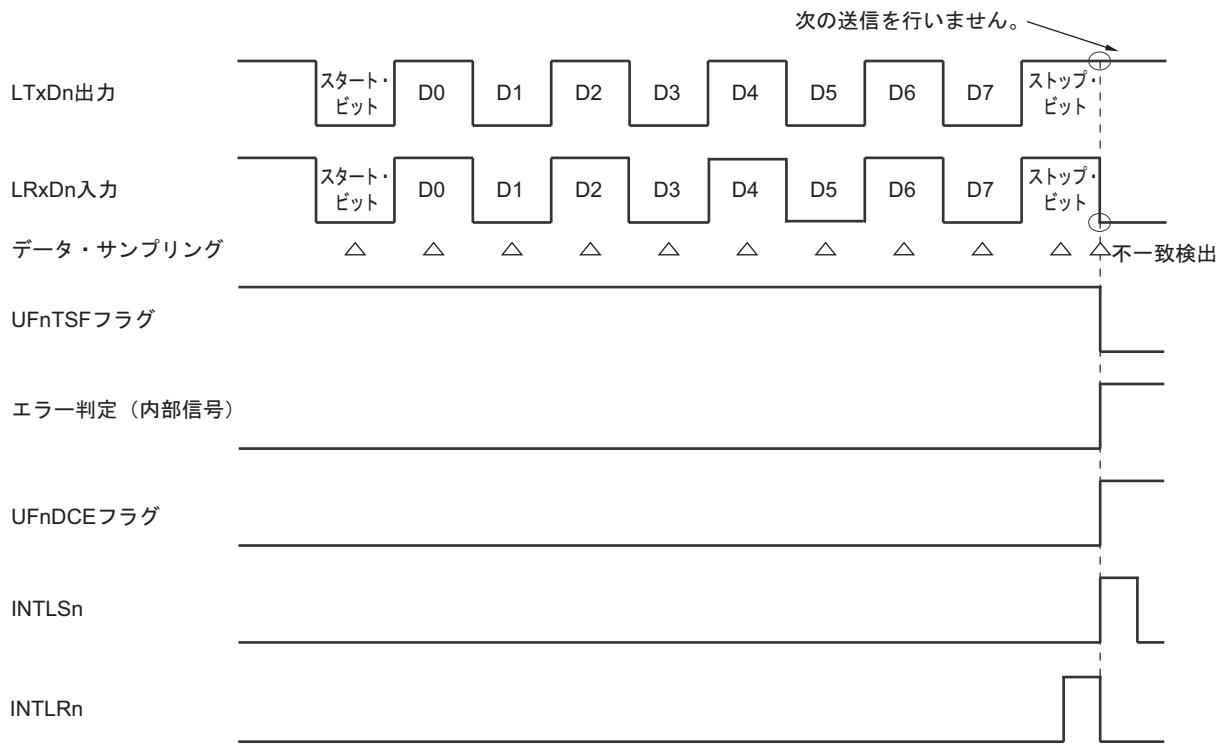 次の送信を行いません。
LTxDn出力
スタート・
ビット
D0
D1
D2
D3
D4
D5
D6
D7
ストップ・
ビット
LRxDn入力
スタート・
ビット
D0
D1
D2
D3
D4
D5
D6
D7
ストップ・
ビット
データ・サンプリング
不一致検出
UFnTSFフラグ
エラー判定（内部信号）
UFnDCEフラグ
INTLSn
INTLRn